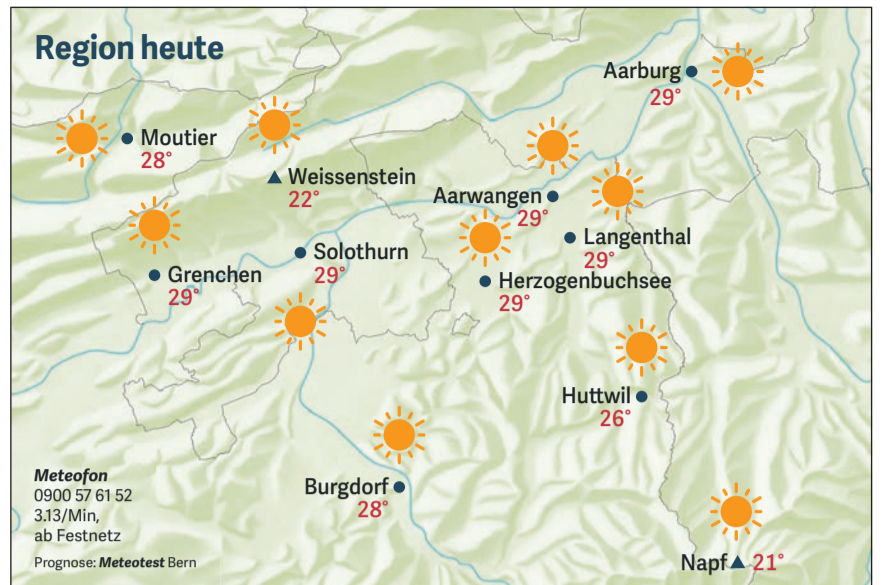 Region heute
Aarburg
29°
Moutier
28°
Weissenstein
22°
Aarwangen
29°
Langenthal
29°
Solothurn
29°
Grenchen
29°
Herzogenbuchsee
29°
Huttwil
26°
Burgdorf
28°
Napf 21°
Meteofon
0900 57 61 52
3.13/Min,
ab Festnetz
Prognose: Meteotest Bern